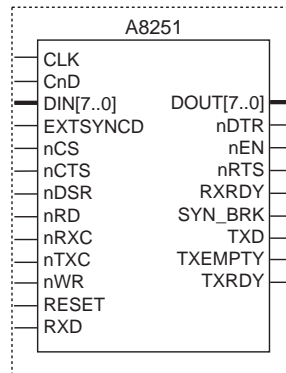 A8251
CLK
CnD
DIN[7..0]
EXTSYNCD
nCS
nCTS
nDSR
nRD
nRXC
nTXC
nWR
RESET
RXD
DOUT[7..0]
nDTR
nEN
nRTS
RXRDY
SYN_BRK
TXD
TXEMPTY
TXRDY